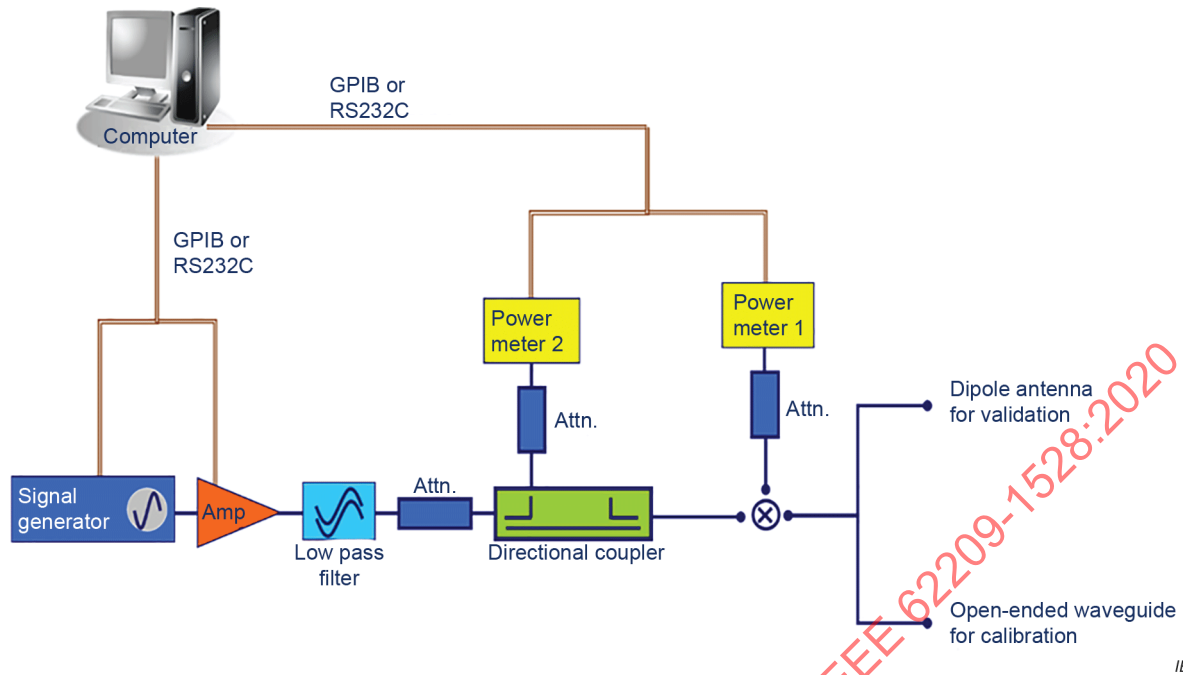 Computer
GPIB or
RS232C
GPIB or
RS232C
Power
meter 2
Power
meter 1
Attn.
Attn.
Dipole antenna
for validation
Signal
generator
Amp
Low pass
filter
Attn.
Directional coupler
Open-ended waveguide
for calibration
EEE 62209-1528:2020